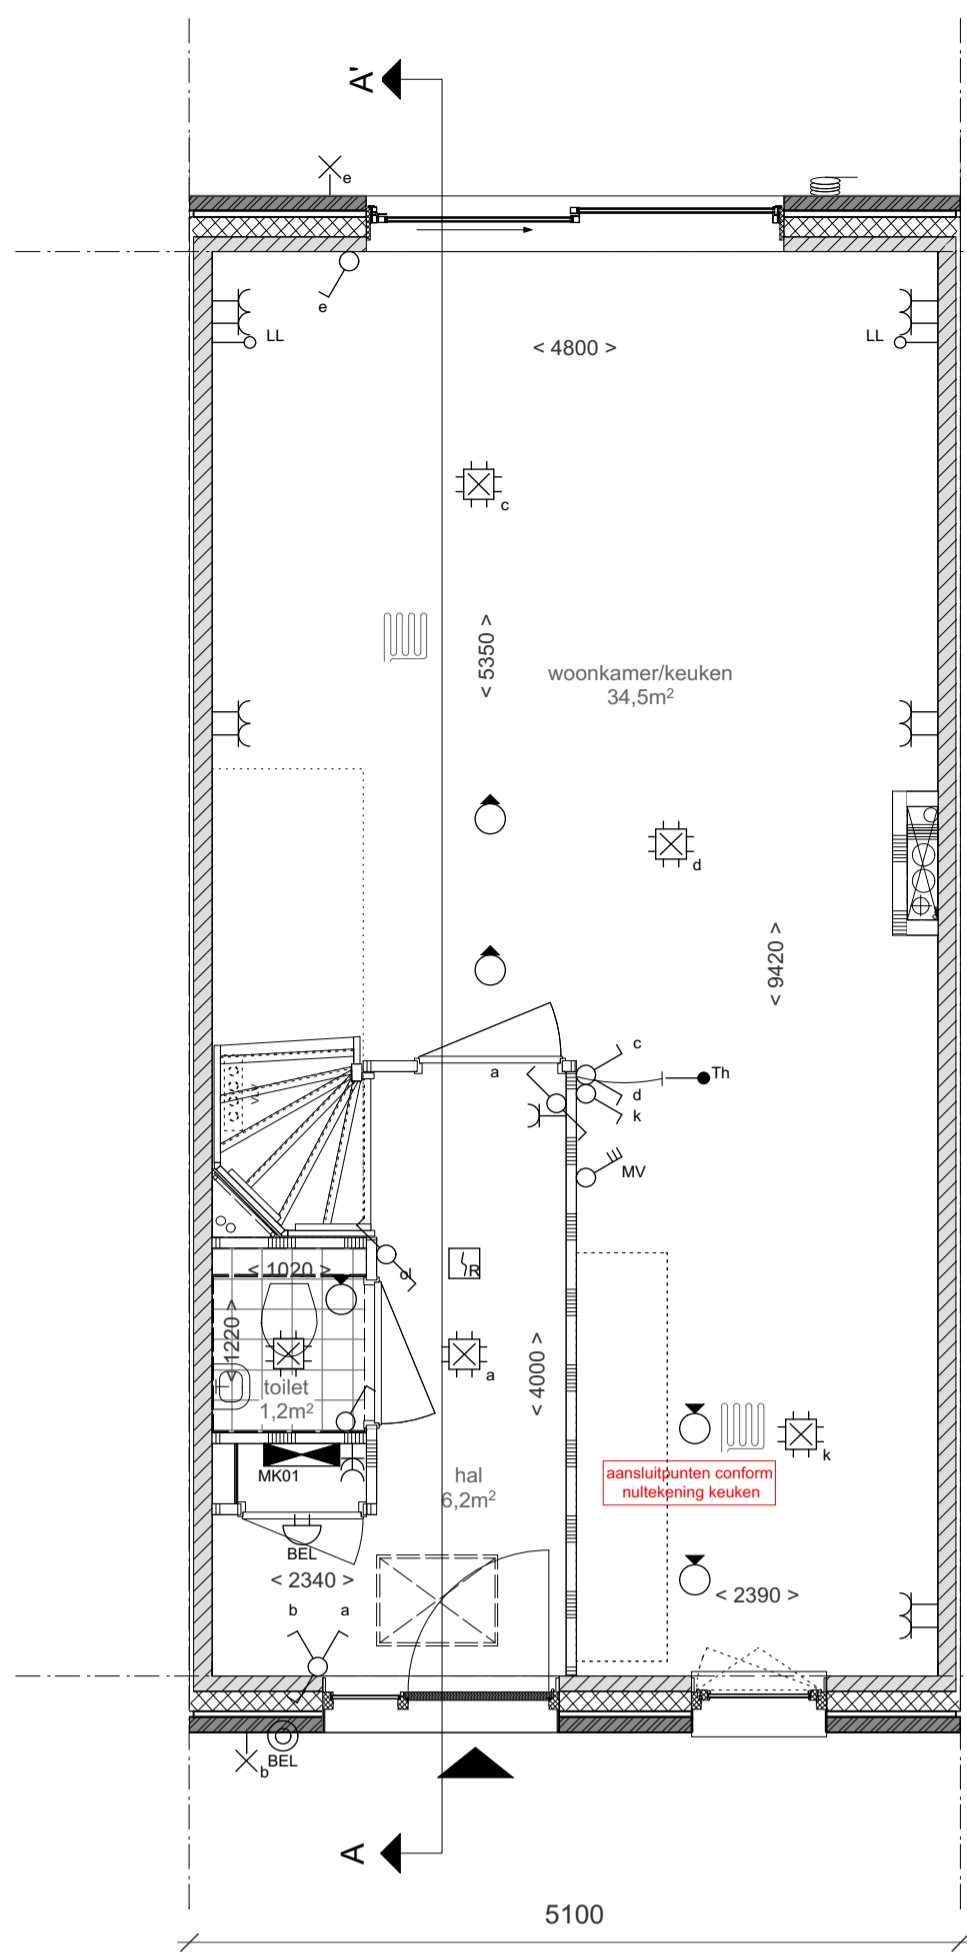 A'
e
e
LL
LL
< 4800 >
c
< 5350 >
woonkamer/keuken
34,5m²
d
< 9420 >
c
a
Th
d
k
MV
ol
R
< 1020 >
< 1220 >
a
< 4000 >
toilet
1,2m²
k
MK01
hal
6,2m²
aansluitpunten conform
nultekening keuken
BEL
< 2340 >
< 2390 >
b
a
BEL
b
A
5100